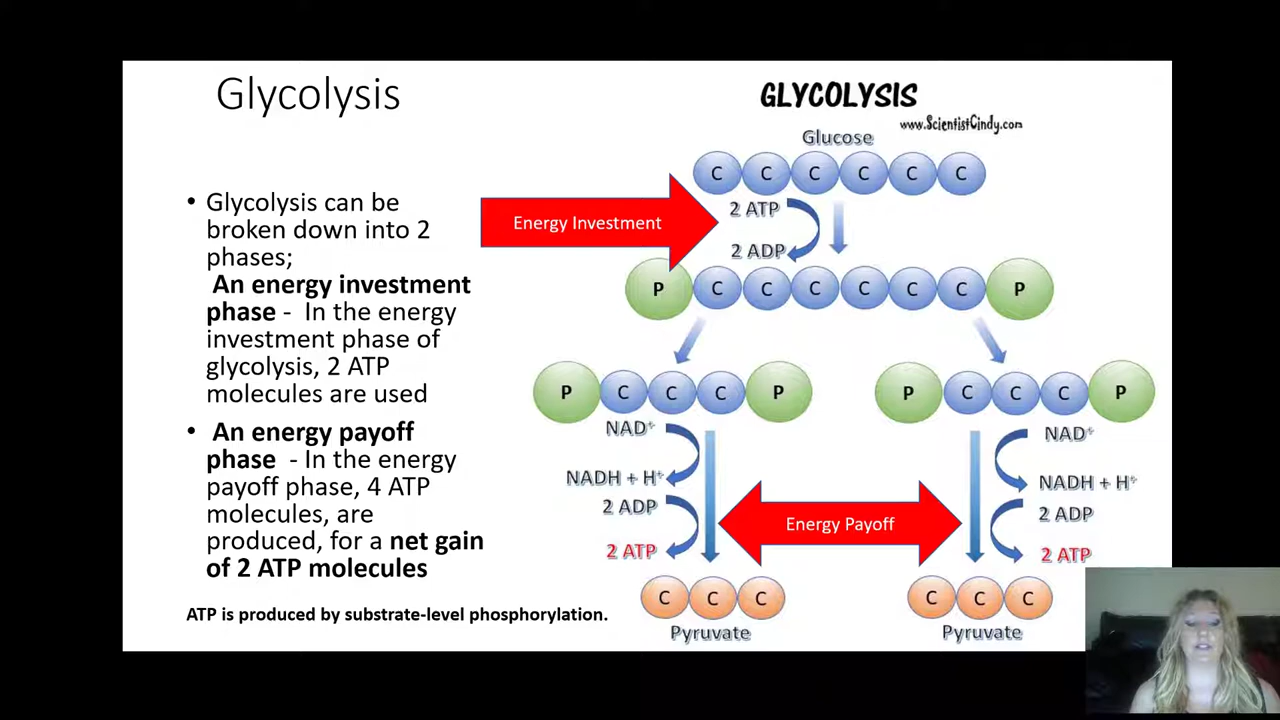 Glycolysis
• Glycolysis can be
broken down into 2
phases;
An energy investment
phase - In the energy
investment phase of
glycolysis, 2 ATP
molecules are used
• An energy payoff
phase - In the energy
payoff phase, 4 ATP
molecules, are
produced, for a net gain
of 2 ATP molecules
ATP is produced by substrate-level phosphorylation.
GLYCOLYSIS
www.ScientistCindy.com
Glucose
C C C C C C
Energy Investment
2 ATP
2 ADP
P C C C C C C P
P C C C P
P C C C P
NAD+
NADH + H+
2 ADP
2 ATP
NAD+
NADH + H+
2 ADP
2 ATP
Energy Payoff
C C C
Pyruvate
C C C
Pyruvate